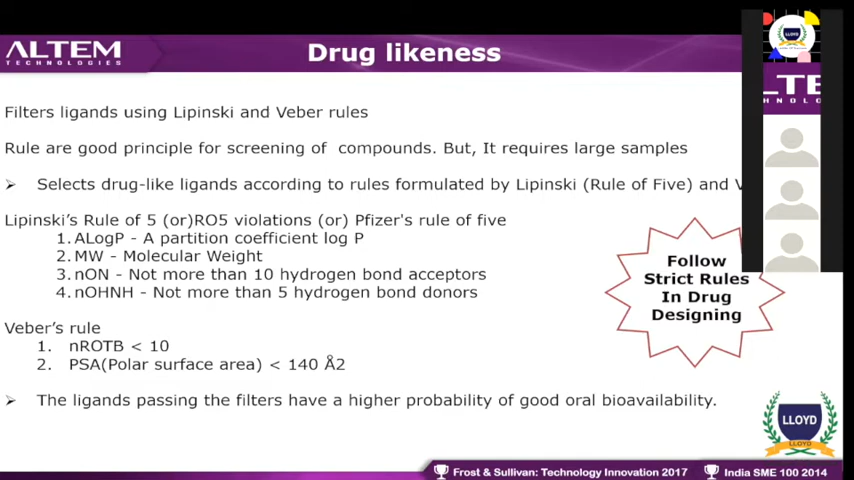 ALTEM
TECHNOLOGIES
Drug likeness
Filters ligands using Lipinski and Veber rules
Rule are good principle for screening of compounds. But, It requires large samples
➢ Selects drug-like ligands according to rules formulated by Lipinski (Rule of Five) and V
Lipinski's Rule of 5 (or)RO5 violations (or) Pfizer's rule of five
1. ALogP - A partition coefficient log P
2. MW - Molecular Weight
3. nON - Not more than 10 hydrogen bond acceptors
4. nOHNH - Not more than 5 hydrogen bond donors
Veber's rule
1. nROTB < 10
2. PSA(Polar surface area) < 140 Å2
➢ The ligands passing the filters have a higher probability of good oral bioavailability.
Follow
Strict Rules
In Drug
Designing
LLOYD
LTE
HNOLO
LLOYD
LLOYD
Frost & Sullivan: Technology Innovation 2017
India SME 100 2014